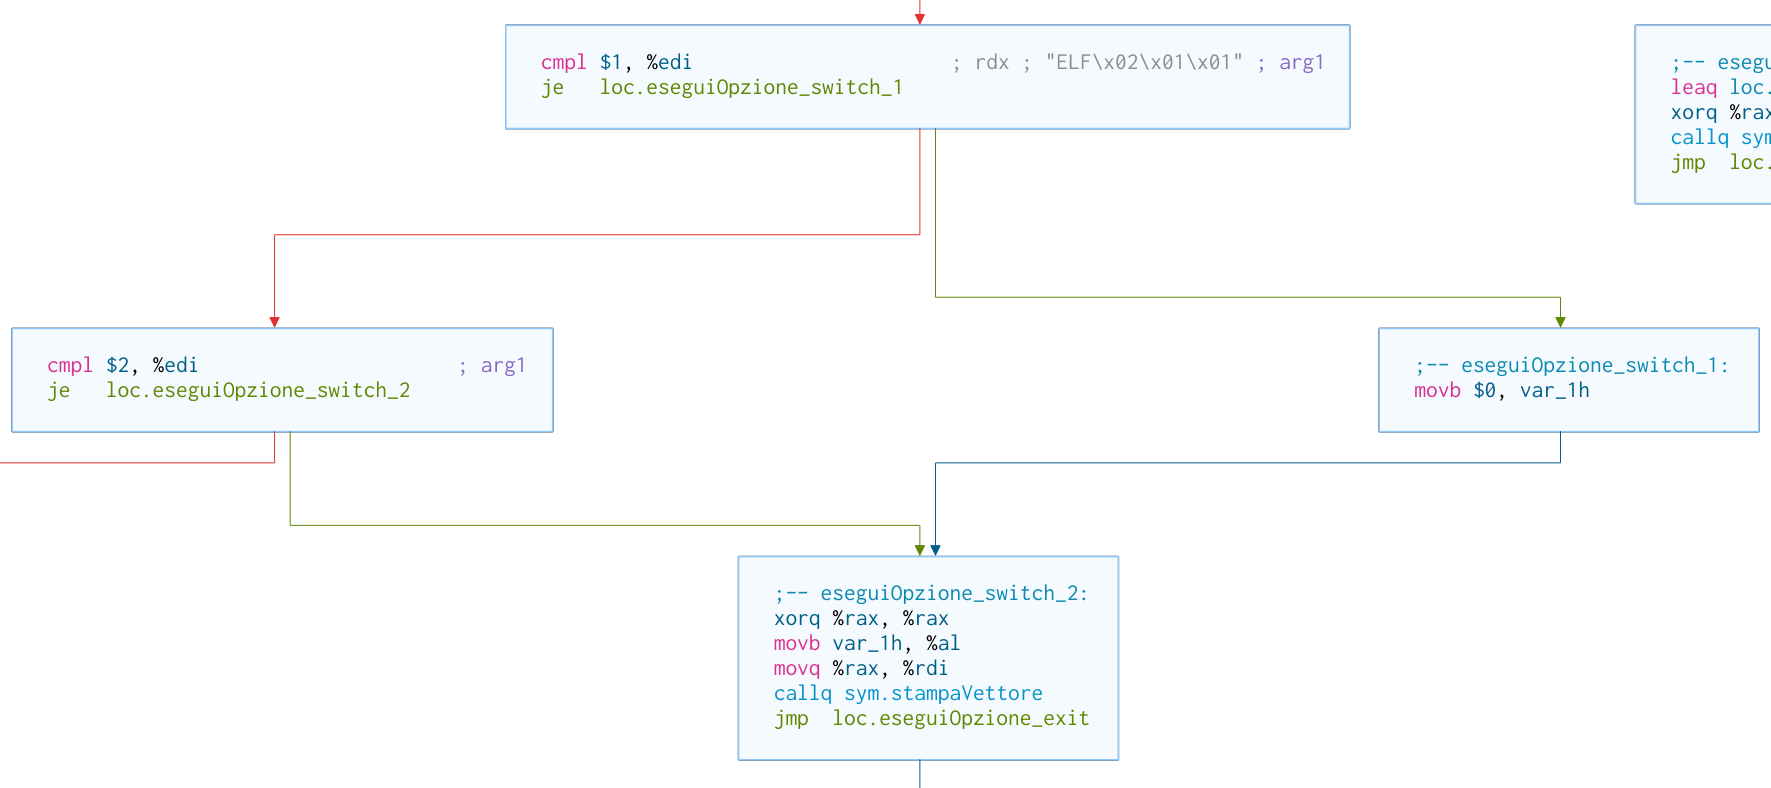 cmpl $1, %edi ; rdx ; "ELF\x02\x01\x01" ; arg1
je loc.eseguiOpzione_switch_1
;-- esegu
leaq loc.
xorq %rax
callq sym
jmp loc.
cmpl $2, %edi ; arg1
je loc.eseguiOpzione_switch_2
;-- eseguiOpzione_switch_1:
movb $0, var_1h
;-- eseguiOpzione_switch_2:
xorq %rax, %rax
movb var_1h, %al
movq %rax, %rdi
callq sym.stampaVettore
jmp loc.eseguiOpzione_exit